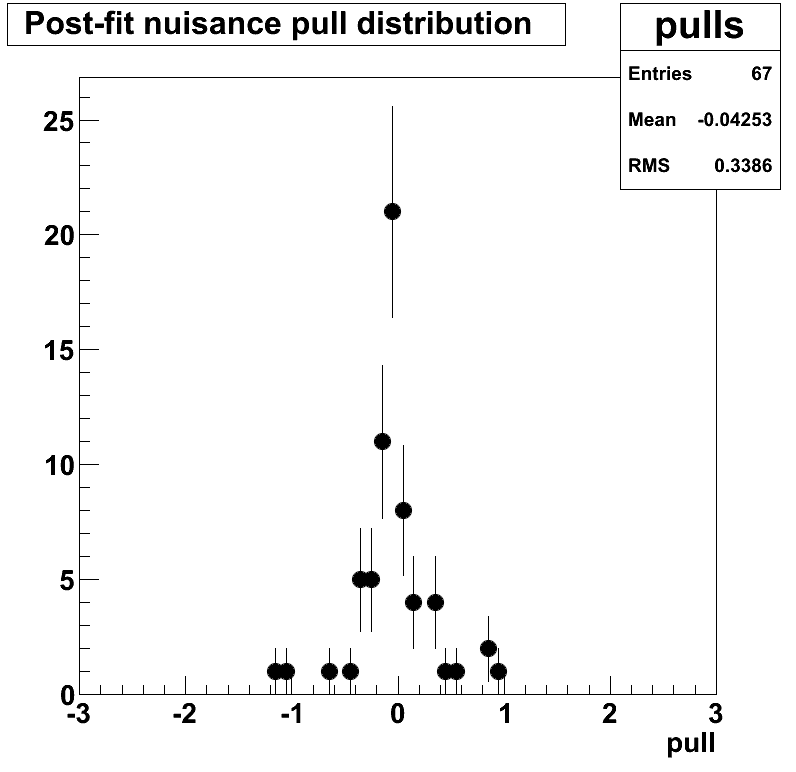 Post-fit nuisance pull distribution
pulls
Entries 67
Mean -0.04253
RMS 0.3386
25
20
15
10
5
0
-3 -2 -1 0 1 2 3
pull